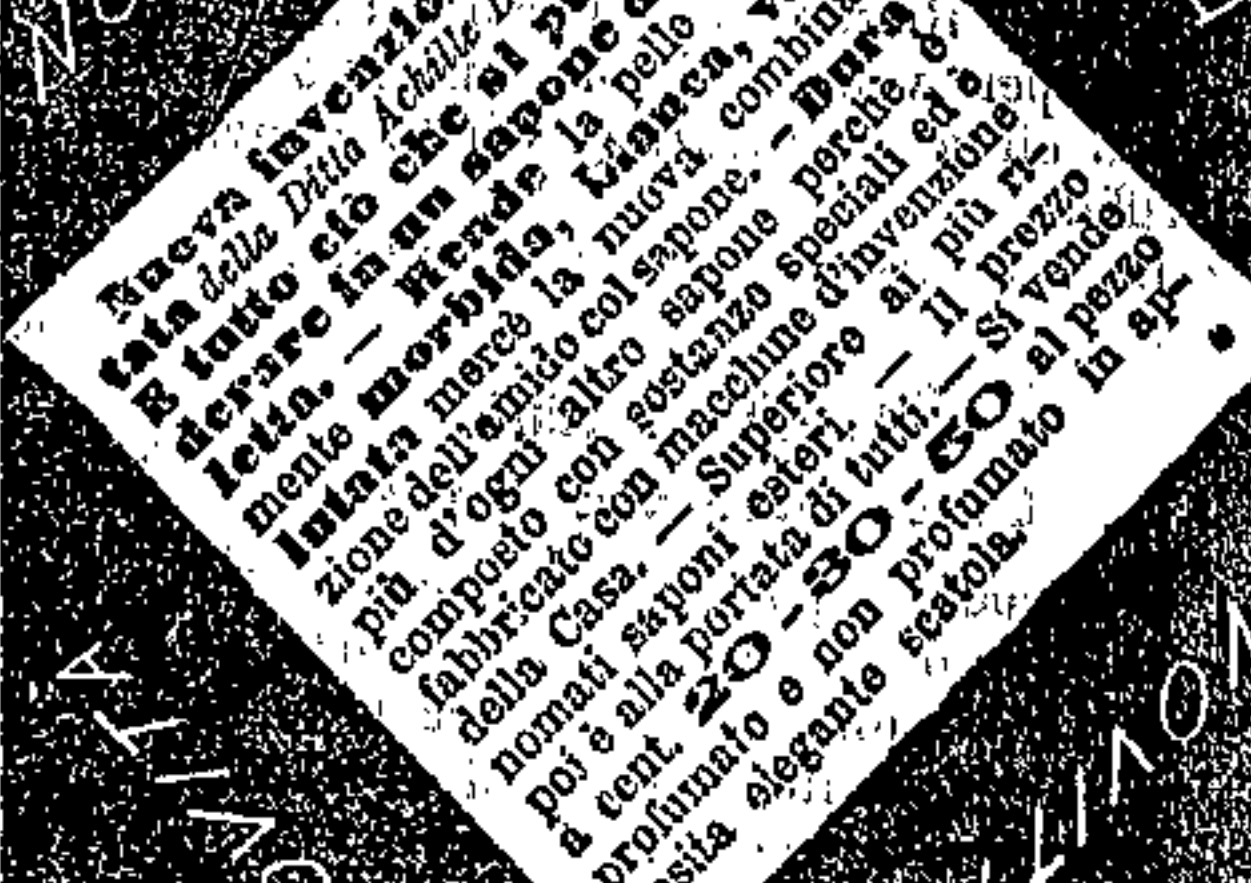 Nuova invenzio
tata della Ditta Achille B
È tutto ciò che si p
derare in un sapone d
letta. — Rende la pelle
mente morbida, bianca, v
lutata mercè la nuova combina
zione dell'amido col sapone. — Dura
più d'ogni altro sapone perchè è
composto con sostanze speciali ed è
fabbricato con macchine d'invenzione
della Casa. — Superiore ai più ri-
nomati saponi esteri. — Il prezzo
poi è alla portata di tutti. — Si vende
a cent. 20 - 30 - 50 al pezzo
profumato e non profumato in ap-
sita elegante scatola.